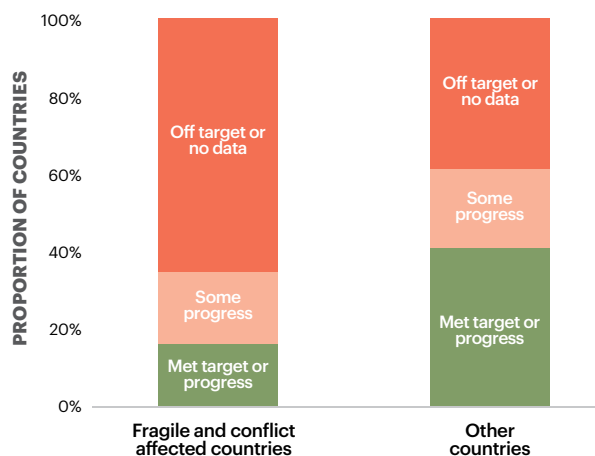 PROPORTION OF COUNTRIES
100%
80%
60%
40%
20%
0%
Off target or
no data
Some
progress
Met target or
progress
Off target or
no data
Some
progress
Met target or
progress
Fragile and conflict
affected countries
Other
countries